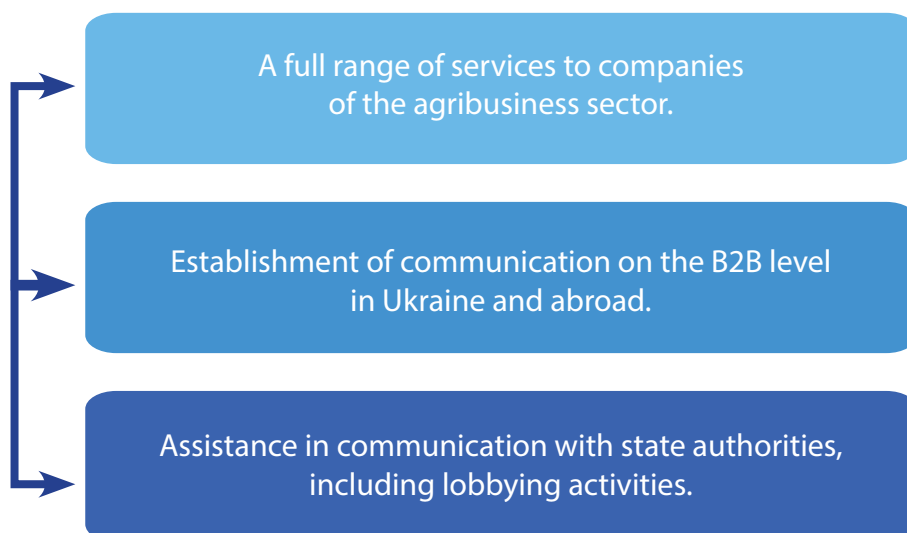 A full range of services to companies
of the agribusiness sector.
Establishment of communication on the B2B level
in Ukraine and abroad.
Assistance in communication with state authorities,
including lobbying activities.